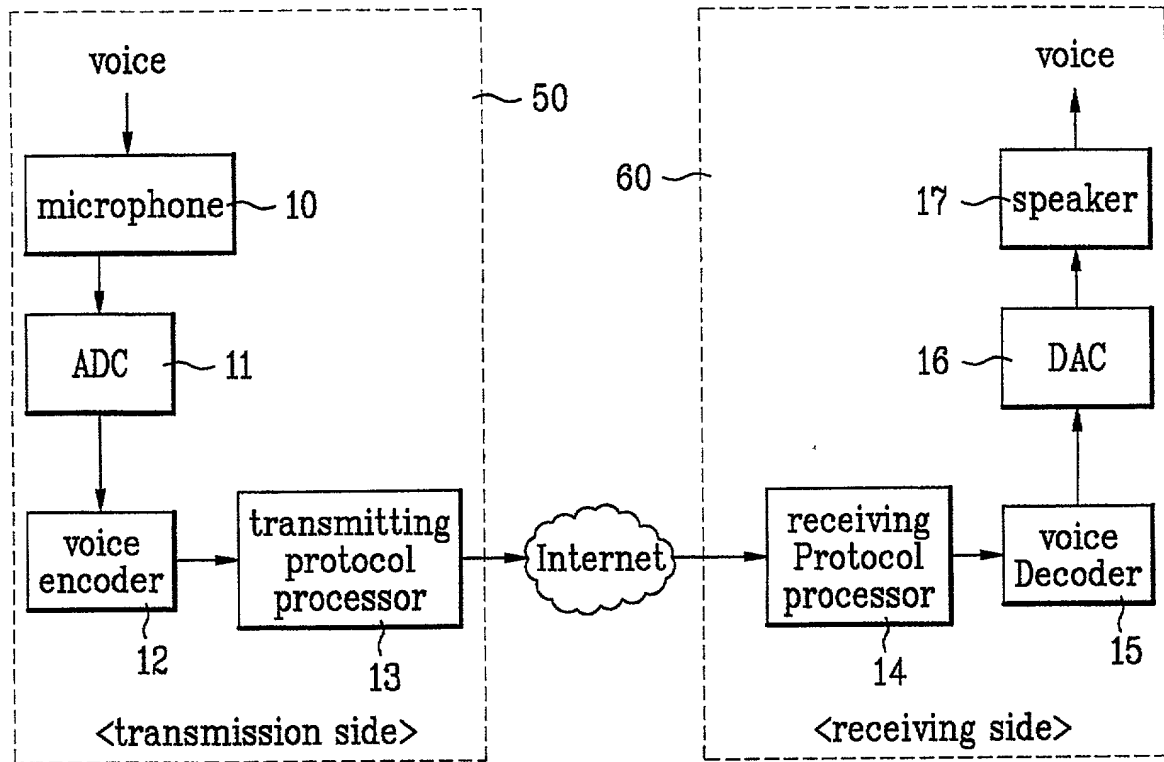 voice
50
microphone
10
ADC
11
voice
encoder
12
transmitting
protocol
processor
13
<transmission side>
Internet
voice
60
17
speaker
16
DAC
receiving
Protocol
processor
14
voice
Decoder
15
<receiving side>